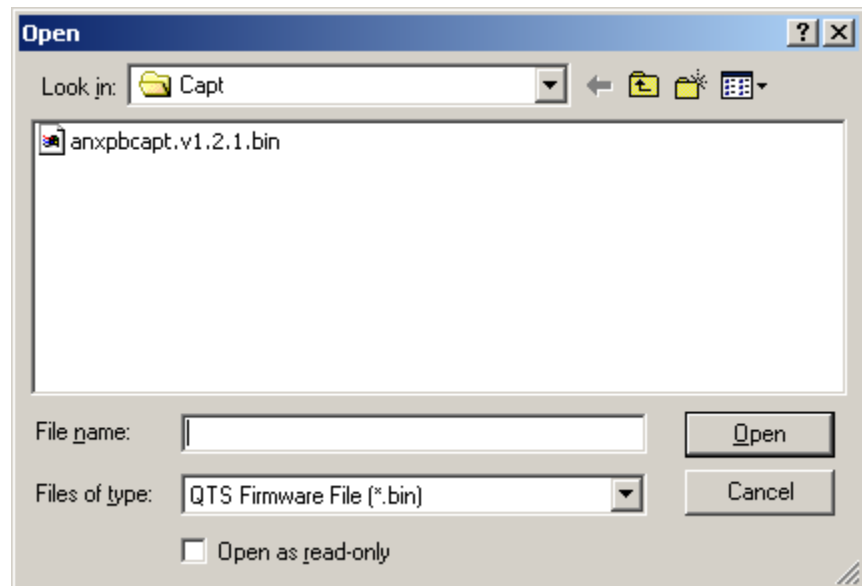 Open
Look in: Capt
anxpbcapt.v1.2.1.bin
File name: Open
Files of type: QTS Firmware File (*.bin) Cancel
Open as read-only